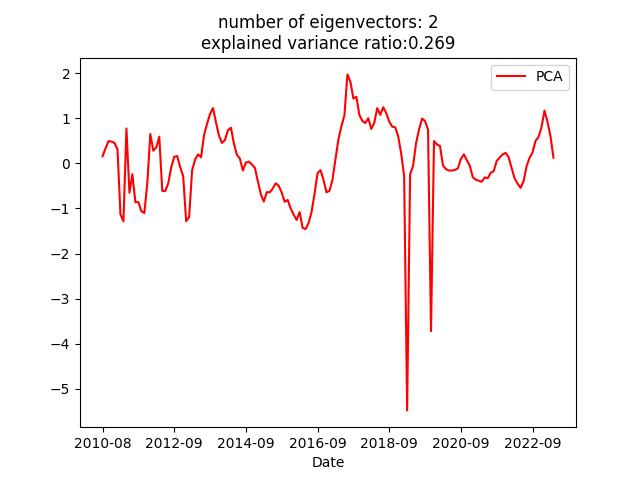 number of eigenvectors: 2
explained variance ratio:0.269
PCA
2
1
0
−1
−2
−3
−4
−5
2010-08 2012-09 2014-09 2016-09 2018-09 2020-09 2022-09
Date